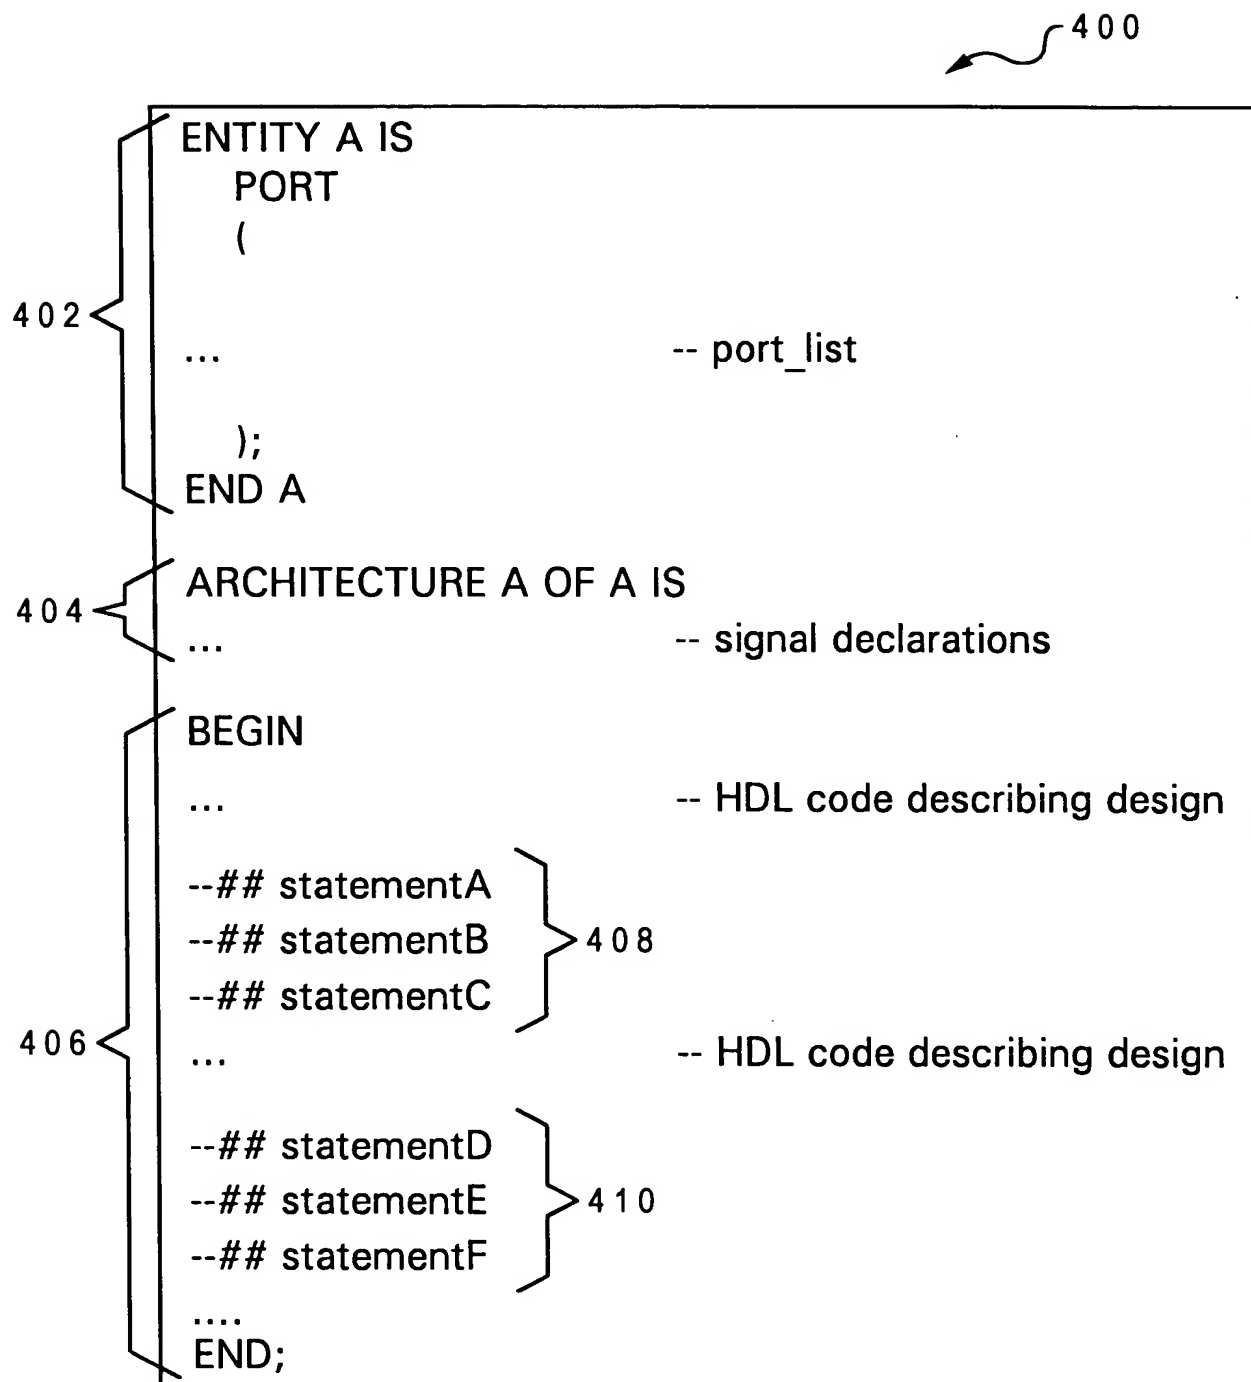 400
ENTITY A IS
PORT
(
402
... -- port_list
);
END A
ARCHITECTURE A OF A IS
404
... -- signal declarations
BEGIN
... -- HDL code describing design
--## statementA
--## statementB 408
--## statementC
406
... -- HDL code describing design
--## statementD
--## statementE 410
--## statementF
....
END;